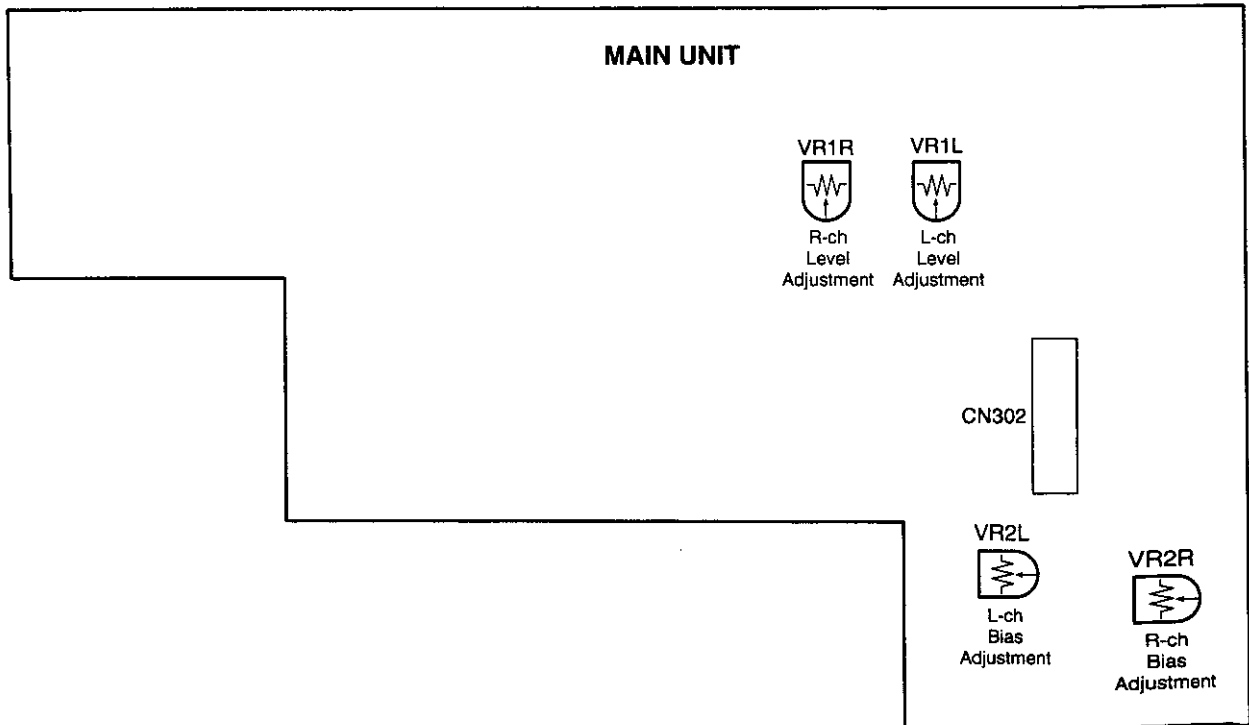 MAIN UNIT
VR1R
R-ch
Level
Adjustment
VR1L
L-ch
Level
Adjustment
CN302
VR2L
L-ch
Bias
Adjustment
VR2R
R-ch
Bias
Adjustment